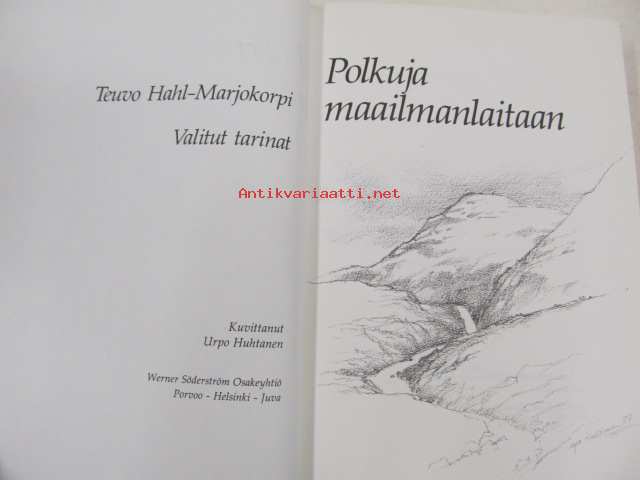 Teuvo Hahl-Marjokorpi
Valitut tarinat
Kuvittanut
Urpo Huhtanen
Werner Söderström Osakeyhtiö
Porvoo - Helsinki - Juva
Polkuja
maailmanlaitaan
Antikvariaatti.net